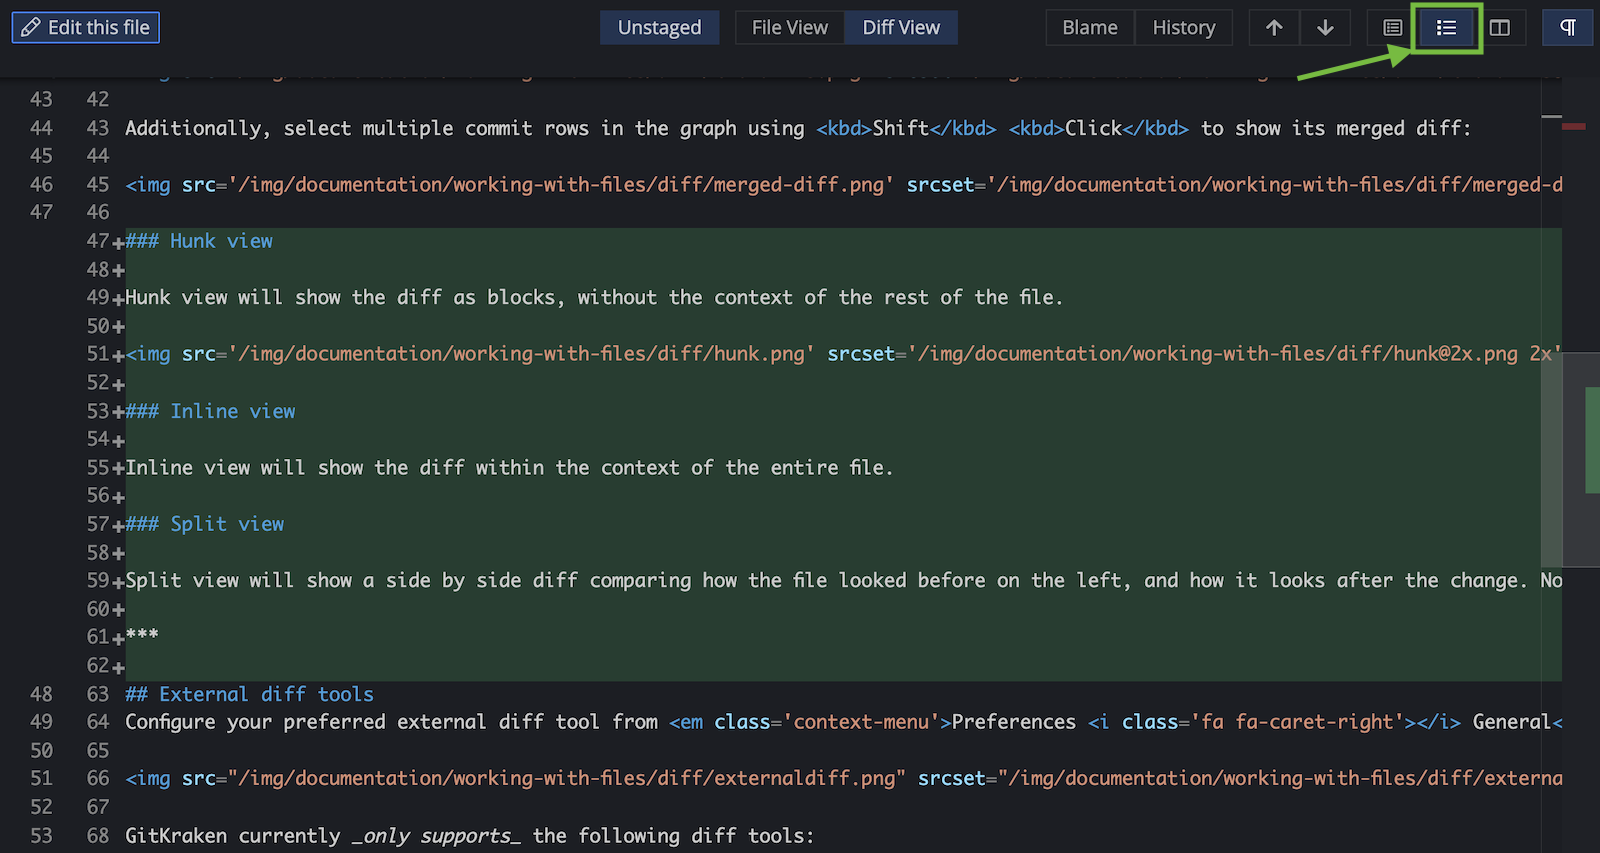 Edit this file Unstaged File View Diff View Blame History
43 42
44 43 Additionally, select multiple commit rows in the graph using <kbd>Shift</kbd> <kbd>Click</kbd> to show its merged diff:
45 44
46 45 <img src='/img/documentation/working-with-files/diff/merged-diff.png' srcset='/img/documentation/working-with-files/diff/merged-d
47 46
47 +### Hunk view
48 +
49 +Hunk view will show the diff as blocks, without the context of the rest of the file.
50 +
51 +<img src='/img/documentation/working-with-files/diff/hunk.png' srcset='/img/documentation/working-with-files/diff/hunk@2x.png 2x'
52 +
53 +### Inline view
54 +
55 +Inline view will show the diff within the context of the entire file.
56 +
57 +### Split view
58 +
59 +Split view will show a side by side diff comparing how the file looked before on the left, and how it looks after the change. No
60 +
61 +***
62 +
48 63 ## External diff tools
49 64 Configure your preferred external diff tool from <em class='context-menu'>Preferences <i class='fa fa-caret-right'></i> General<
50 65
51 66 <img src="/img/documentation/working-with-files/diff/externaldiff.png" srcset="/img/documentation/working-with-files/diff/externa
52 67
53 68 GitKraken currently _only supports_ the following diff tools: